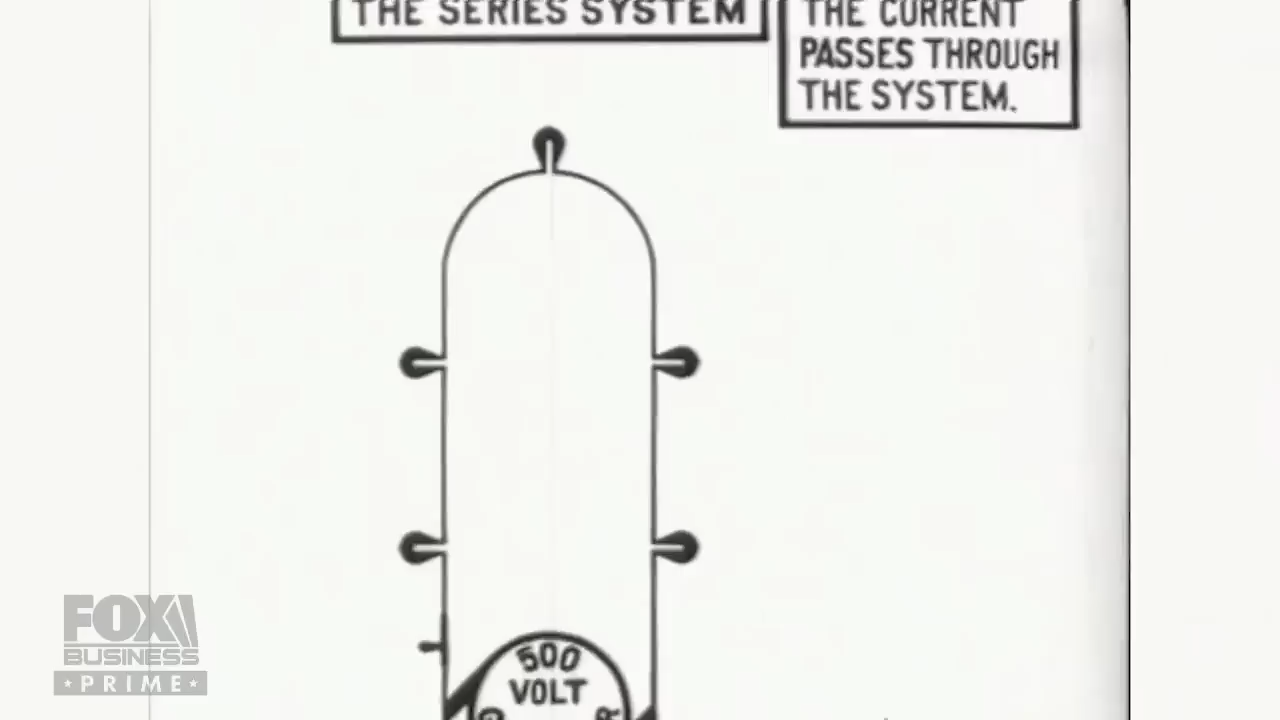 THE SERIES SYSTEM
THE CURRENT
PASSES THROUGH
THE SYSTEM.
500
VOLT
FOX
BUSINESS
PRIME